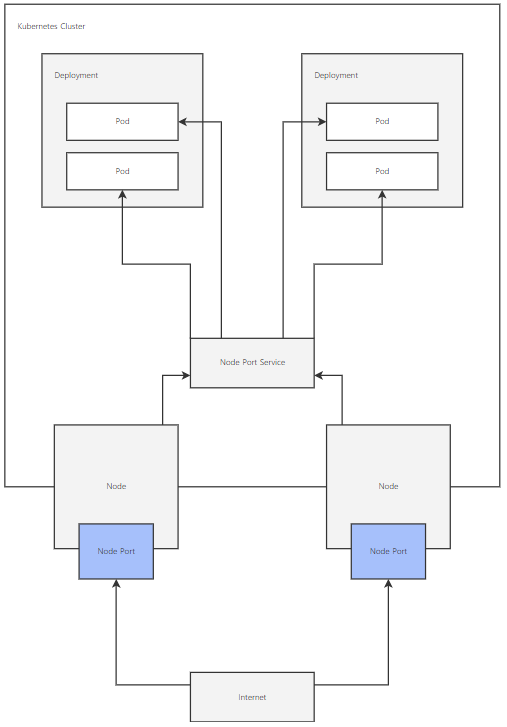 Kubernetes Cluster
Deployment
Deployment
Pod
Pod
Pod
Pod
Node Port Service
Node
Node
Node Port
Node Port
Internet